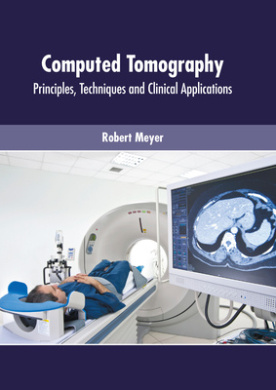 Computed Tomography
Principles, Techniques and Clinical Applications
Robert Meyer